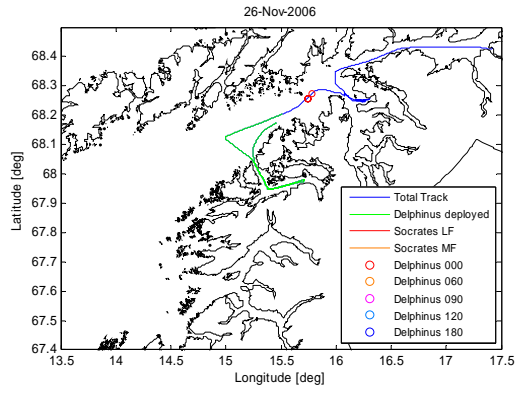 26-Nov-2006
68.4
68.3
68.2
68.1
68
67.9
67.8
67.7
67.6
67.5
67.4
Latitude [deg]
13.5 14 14.5 15 15.5 16 16.5 17 17.5
Longitude [deg]
Total Track
Delphinus deployed
Socrates LF
Socrates MF
Delphinus 000
Delphinus 060
Delphinus 090
Delphinus 120
Delphinus 180